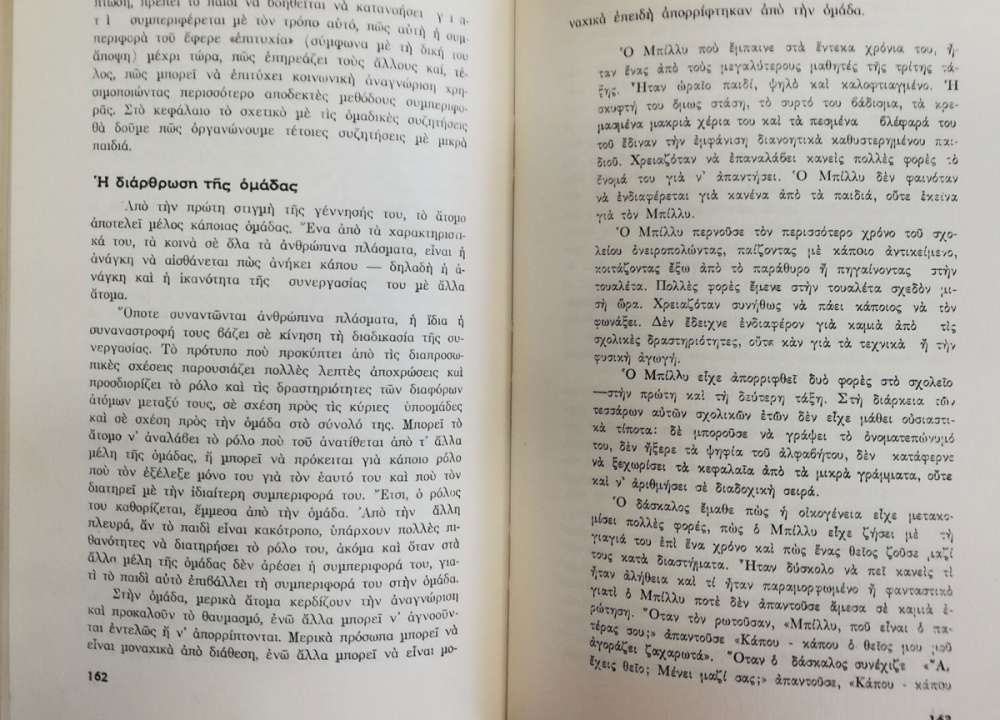 πτωση, πρέπει τὸ παιδὶ νὰ βοηθεῖται νὰ κατανοήσει γ ι α-
τ ὶ συμπεριφέρεται μὲ τὸν τρόπο αὐτό, πῶς αὐτὴ ἡ συμ-
περιφορὰ τοῦ ἔφερε «ἐπιτυχία» (σύμφωνα μὲ τὴ δική του
ἄποψη) μέχρι τώρα, πῶς ἐπηρεάζει τοὺς ἄλλους καί, τέ-
λος, πῶς μπορεῖ νὰ ἐπιτύχει κοινωνικὴ ἀναγνώριση χρη-
σιμοποιώντας περισσότερο ἀποδεκτὲς μεθόδους συμπεριφο-
ρᾶς. Στὸ κεφάλαιο τὸ σχετικὸ μὲ τὶς ὁμαδικὲς συζητήσεις
θὰ δοῦμε πῶς ὀργανώνουμε τέτοιες συζητήσεις μὲ μικρὰ
παιδιά.
Ἡ διάρθρωση τῆς ὁμάδας
Ἀπὸ τὴν πρώτη στιγμὴ τῆς γέννησής του, τὸ ἄτομο
ἀποτελεῖ μέλος κάποιας ὁμάδας. Ἕνα ἀπὸ τὰ χαρακτηρισ-
κά του, τὰ κοινὰ σὲ ὅλα τὰ ἀνθρώπινα πλάσματα, εἶναι ἡ
ἀνάγκη νὰ αἰσθάνεται πὼς ἀνήκει κάπου — δηλαδὴ ἡ ἀ-
νάγκη καὶ ἡ ἱκανότητα τῆς συνεργασίας του μὲ ἄλλα
ἄτομα.
Ὅποτε συναντῶνται ἀνθρώπινα πλάσματα, ἡ ἴδια ἡ
συναναστροφή τους βάζει σὲ κίνηση τὴ διαδικασία τῆς συ-
νεργασίας. Τὸ πρότυπο ποὺ προκύπτει ἀπὸ τὶς διαπροσω-
πικὲς σχέσεις παρουσιάζει πολλὲς λεπτὲς ἀποχρώσεις καὶ
προσδιορίζει τὸ ρόλο καὶ τὶς δραστηριότητες τῶν διαφόρων
ἀτόμων μεταξύ τους, σὲ σχέση πρὸς τὶς κύριες ὑποομάδες
καὶ σὲ σχέση πρὸς τὴν ὁμάδα στὸ σύνολό της. Μπορεῖ τὸ
ἄτομο ν' ἀναλάβει τὸ ρόλο ποὺ τοῦ ἀνατίθεται ἀπὸ τ' ἄλλα
μέλη τῆς ὁμάδας, ἤ μπορεῖ νὰ πρόκειται γιὰ κάποιο ρόλο
ποὺ τὸν ἐξέλεξε μόνο του γιὰ τὸν ἑαυτό του καὶ ποὺ τὸν
διατηρεῖ μὲ τὴν ἰδιαίτερη συμπεριφορά του. Ἔτσι, ὁ ρόλος
του καθορίζεται, ἔμμεσα ἀπὸ τὴν ὁμάδα. Ἀπὸ τὴν ἄλλη
πλευρά, ἄν τὸ παιδὶ εἶναι κακότροπο, ὑπάρχουν πολλὲς πι-
θανότητες νὰ διατηρήσει τὸ ρόλο του, ἀκόμα καὶ ὅταν στὰ
ἄλλα μέλη τῆς ὁμάδας δὲν ἀρέσει ἡ συμπεριφορά του, για-
τὶ τὸ παιδὶ αὐτὸ ἐπιβάλλει τὴ συμπεριφορά του στὴν ὁμάδα.
Στὴν ὁμάδα, μερικὰ ἄτομα κερδίζουν τὴν ἀναγνώριση
καὶ προκαλοῦν τὸ θαυμασμό, ἐνῶ ἄλλα μπορεῖ ν' ἀγνοοῦν-
ται ἐντελῶς ἤ ν' ἀπορρίπτονται. Μερικὰ πρόσωπα μπορεῖ νὰ
εἶναι μοναχικὰ ἀπὸ διάθεση, ἐνῶ ἄλλα μπορεῖ νὰ εἶναι μο-
162
ναχικὰ ἐπειδὴ ἀπορρίφτηκαν ἀπὸ τὴν ὁμάδα.
Ὁ Μπίλλυ ποὺ ἔμπαινε στὰ ἕντεκα χρόνια του, ἤ-
ταν ἕνας ἀπὸ τοὺς μεγαλύτερους μαθητὲς τῆς τρίτης τά-
ξης. Ἦταν ὡραῖο παιδί, ψηλὸ καὶ καλοφτιαγμένο. Ἡ
σκυφτή του ὅμως στάση, τὸ συρτό του βάδισμα, τὰ κρε-
μασμένα μακριὰ χέρια του καὶ τὰ πεσμένα βλέφαρά του
τοῦ ἔδιναν τὴν ἐμφάνιση διανοητικὰ καθυστερημένου παι-
διοῦ. Χρειαζόταν νὰ ἐπαναλάβει κανεὶς πολλὲς φορὲς τὸ
ὄνομά του γιὰ ν' ἀπαντήσει. Ὁ Μπίλλυ δὲν φαινόταν
νὰ ἐνδιαφέρεται γιὰ κανένα ἀπὸ τὰ παιδιά, οὔτε ἐκεῖνα
γιὰ τὸν Μπίλλυ.
Ὁ Μπίλλυ περνοῦσε τὸν περισσότερο χρόνο τοῦ σχο-
λείου ὀνειροπολώντας, παίζοντας μὲ κάποιο ἀντικείμενο,
κοιτάζοντας ἔξω ἀπὸ τὸ παράθυρο ἤ πηγαίνοντας στὴν
τουαλέτα. Πολλὲς φορὲς ἔμενε στὴν τουαλέτα σχεδὸν μι-
σὴ ὥρα. Χρειαζόταν συνήθως νὰ πάει κάποιος νὰ τὸν
φωνάξει. Δὲν ἔδειχνε ἐνδιαφέρον γιὰ καμιὰ ἀπὸ τὶς
σχολικὲς δραστηριότητες, οὔτε κἂν γιὰ τὰ τεχνικὰ ἤ τὴν
φυσικὴ ἀγωγή.
Ὁ Μπίλλυ εἶχε ἀπορριφθεῖ δυὸ φορὲς στὸ σχολεῖο
—στὴν πρώτη καὶ τὴ δεύτερη τάξη. Στὴ διάρκεια τῶν
τεσσάρων αὐτῶν σχολικῶν ἐτῶν δὲν εἶχε μάθει οὐσιαστι-
κὰ τίποτα: δὲ μποροῦσε νὰ γράψει τὸ ὀνοματεπώνυμό
του, δὲν ἤξερε τὰ ψηφία τοῦ ἀλφαβήτου, δὲν κατάφερνε
νὰ ξεχωρίσει τὰ κεφαλαῖα ἀπὸ τὰ μικρὰ γράμματα, οὔτε
καὶ ν' ἀριθμήσει σὲ διαδοχικὴ σειρά.
Ὁ δάσκαλος ἔμαθε πὼς ἡ οἰκογένεια εἶχε μετακο-
μίσει πολλὲς φορές, πὼς ὁ Μπίλλυ εἶχε ζήσει μὲ τὴ
γιαγιά του ἐπὶ ἕνα χρόνο καὶ πὼς ἕνας θεῖος ζοῦσε μαζί
τους κατὰ διαστήματα. Ἦταν δύσκολο νὰ πεῖ κανεὶς τί
ἦταν ἀλήθεια καὶ τί ἦταν παραμορφωμένο ἤ φανταστικὸ
γιατὶ ὁ Μπίλλυ ποτὲ δὲν ἀπαντοῦσε ἄμεσα σὲ καμιὰ ἐ-
ρώτηση. Ὅταν τὸν ρωτοῦσαν, «Μπίλλυ, ποῦ εἶναι ὁ πα-
τέρας σου;» ἀπαντοῦσε «Κάπου - κάπου ὁ θεῖος μου μοῦ
ἀγοράζει ζαχαρωτά». Ὅταν ὁ δάσκαλος συνέχιζε «Ἄ,
ἔχεις θεῖο; Μένει μαζί σας;» ἀπαντοῦσε, «Κάπου - κάπου
163